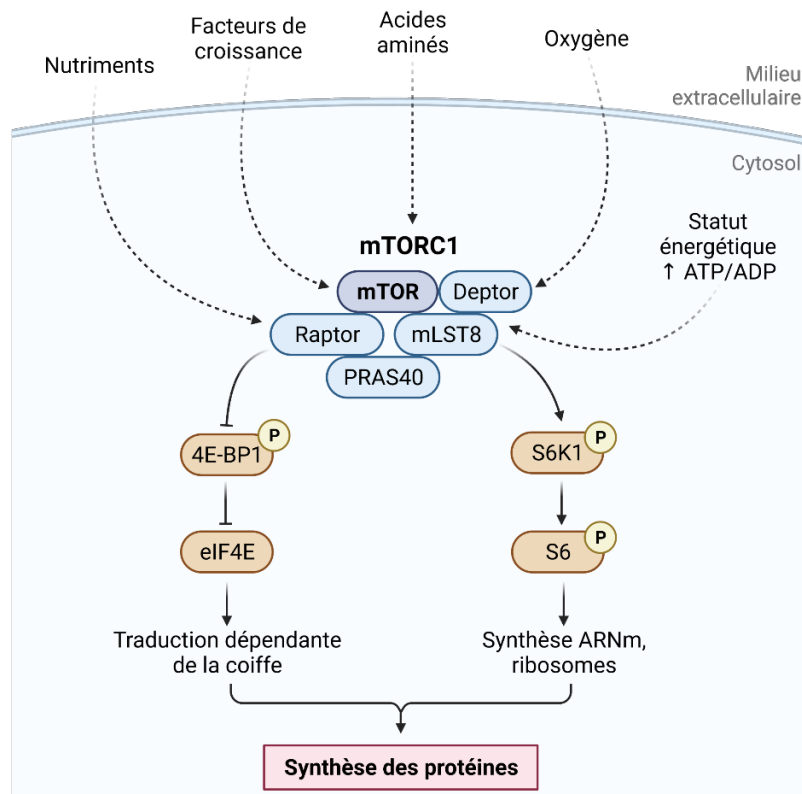 Nutriments
Facteurs de
croissance
Acides
aminés
Oxygène
Milieu
extracellulaire
Cytosol
Statut
énergétique
↑ ATP/ADP
mTORC1
mTOR
Deptor
Raptor
mLST8
PRAS40
4E-BP1
P
S6K1
P
eIF4E
S6
P
Traduction dépendante
de la coiffe
Synthèse ARNm,
ribosomes
Synthèse des protéines